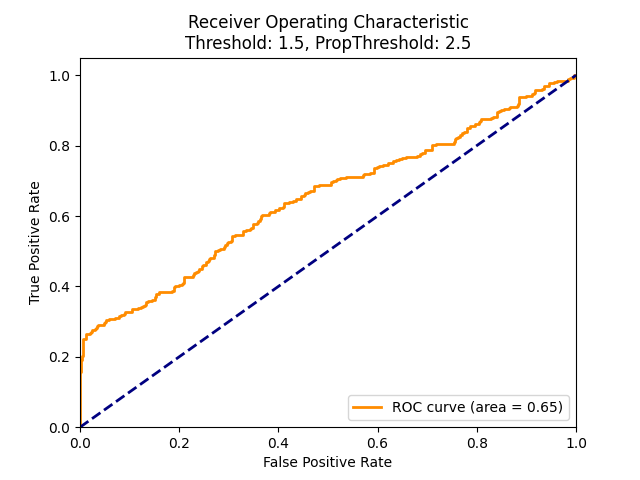 Receiver Operating Characteristic
Threshold: 1.5, PropThreshold: 2.5
True Positive Rate
1.0
0.8
0.6
0.4
0.2
0.0
ROC curve (area = 0.65)
0.0 0.2 0.4 0.6 0.8 1.0
False Positive Rate